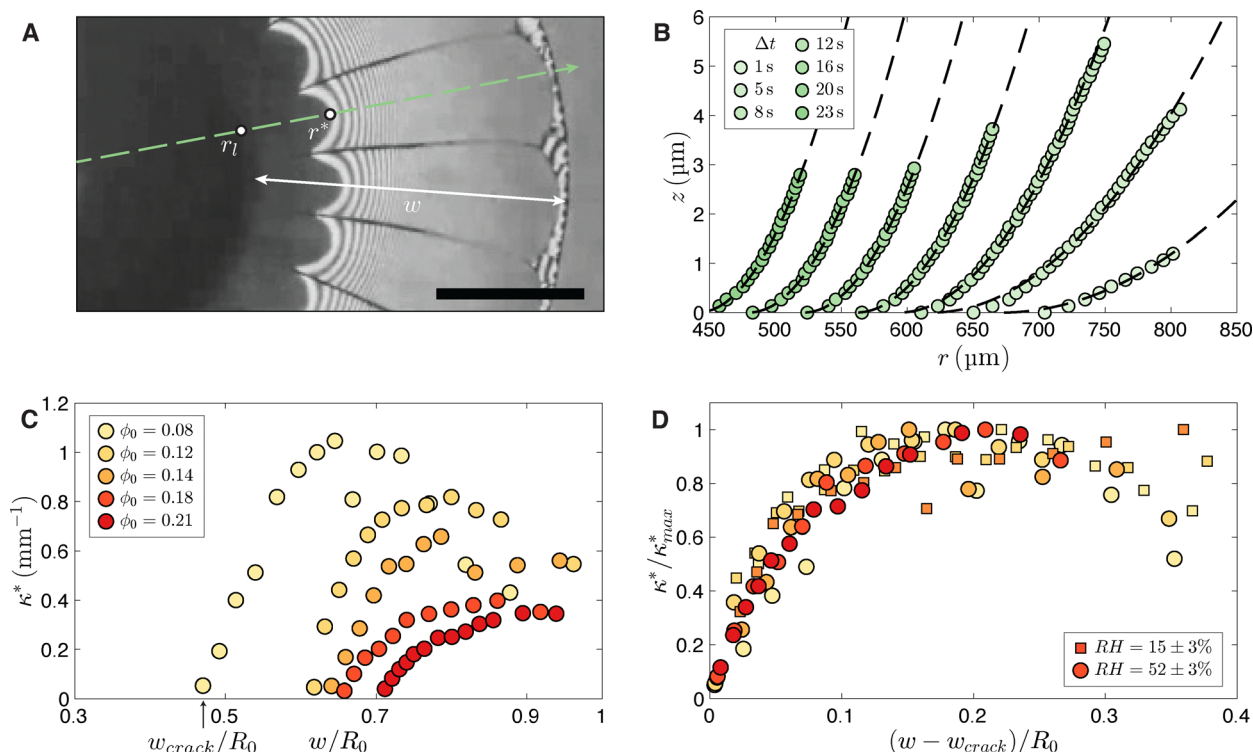 A
r_l
r*
w
B
Δt
1 s
5 s
8 s
12 s
16 s
20 s
23 s
z (µm)
6
5
4
3
2
1
0
450 500 550 600 650 700 750 800 850
r (µm)
C
ϕ₀ = 0.08
ϕ₀ = 0.12
ϕ₀ = 0.14
ϕ₀ = 0.18
ϕ₀ = 0.21
κ* (mm⁻¹)
1.2
1
0.8
0.6
0.4
0.2
0
0.3 0.5 0.7 0.9 1
w_crack/R₀
w/R₀
D
κ*/κ*_max
1
0.8
0.6
0.4
0.2
0
RH = 15 ± 3%
RH = 52 ± 3%
0 0.1 0.2 0.3 0.4
(w − w_crack)/R₀